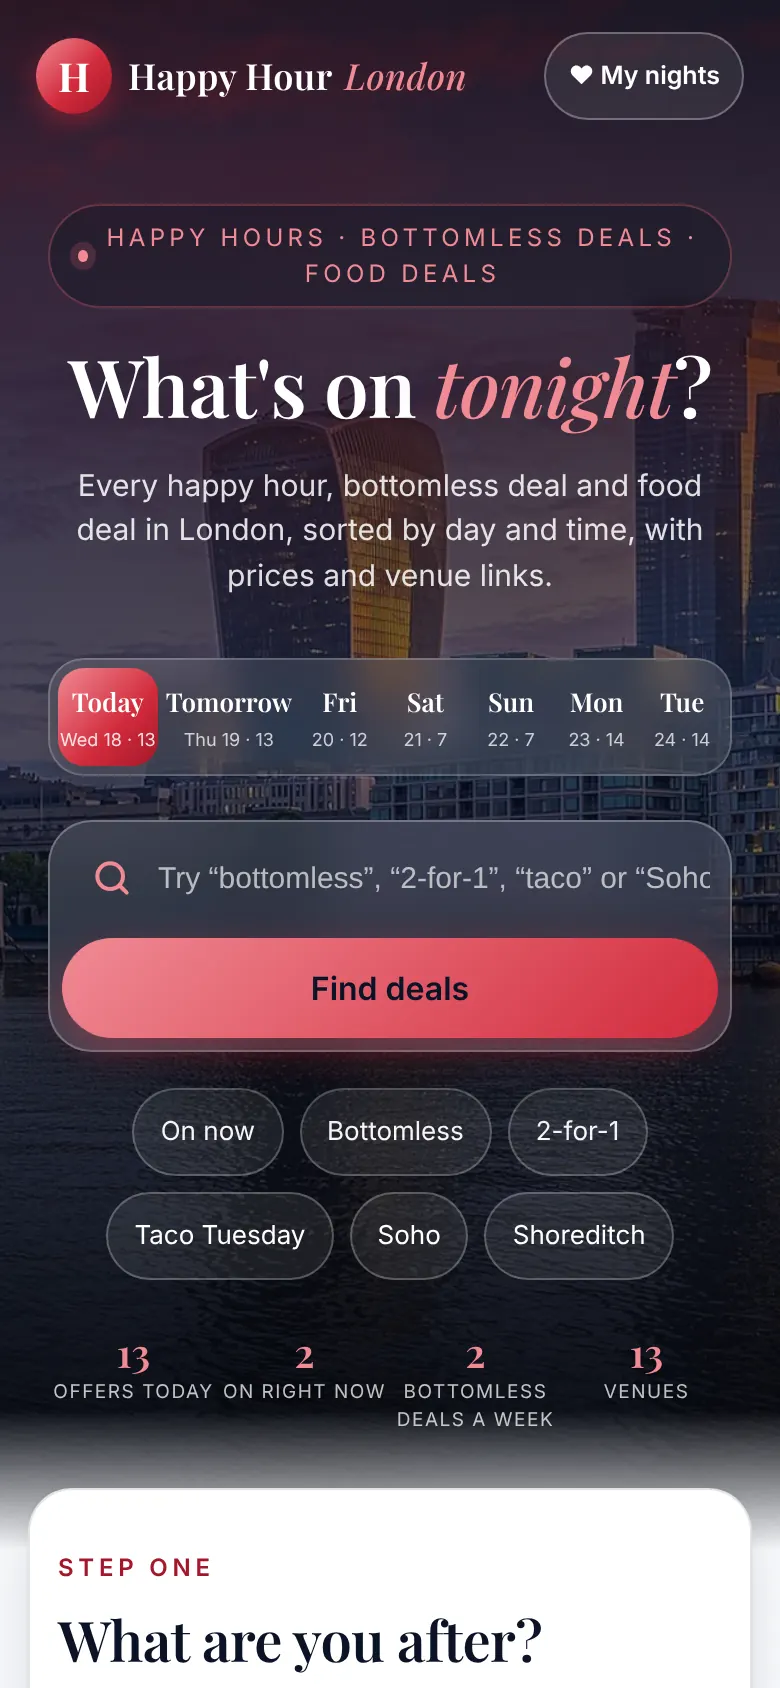 H Happy Hour London
♥ My nights
HAPPY HOURS · BOTTOMLESS DEALS ·
FOOD DEALS
What's on tonight?
Every happy hour, bottomless deal and food
deal in London, sorted by day and time, with
prices and venue links.
Today Tomorrow Fri Sat Sun Mon Tue
Wed 18 · 13 Thu 19 · 13 20 · 12 21 · 7 22 · 7 23 · 14 24 · 14
Try “bottomless”, “2-for-1”, “taco” or “Soho
Find deals
On now Bottomless 2-for-1
Taco Tuesday Soho Shoreditch
13 2 2 13
OFFERS TODAY ON RIGHT NOW BOTTOMLESS VENUES
DEALS A WEEK
STEP ONE
What are you after?